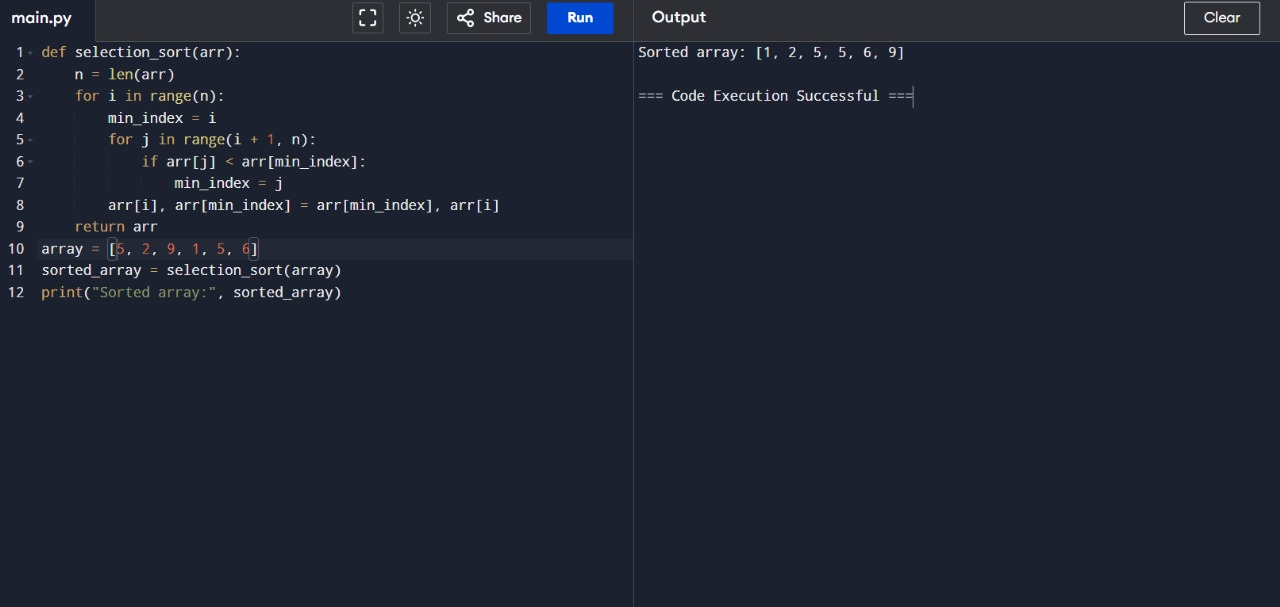 main.py
Share
Run
Output
Clear
1 def selection_sort(arr):
2     n = len(arr)
3     for i in range(n):
4         min_index = i
5         for j in range(i + 1, n):
6             if arr[j] < arr[min_index]:
7                 min_index = j
8         arr[i], arr[min_index] = arr[min_index], arr[i]
9     return arr
10 array = [5, 2, 9, 1, 5, 6]
11 sorted_array = selection_sort(array)
12 print("Sorted array:", sorted_array)
Sorted array: [1, 2, 5, 5, 6, 9]
=== Code Execution Successful ===